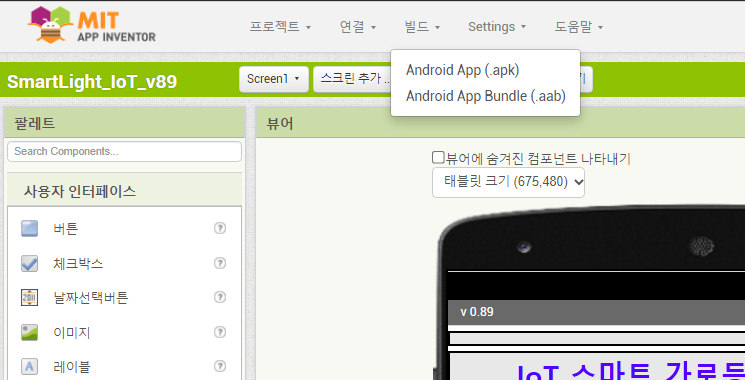 MIT
APP INVENTOR
프로젝트 연결 빌드 Settings 도움말
Android App (.apk)
Android App Bundle (.aab)
SmartLight_IoT_v89 Screen1 스크린 추가 ..
팔레트
뷰어
Search Components...
뷰어에 숨겨진 컴포넌트 나타내기
태블릿 크기 (675,480)
사용자 인터페이스
버튼 ?
체크박스 ?
날짜선택버튼 ?
이미지 ?
레이블 ?
v 0.89
IoT 스마트 가로등